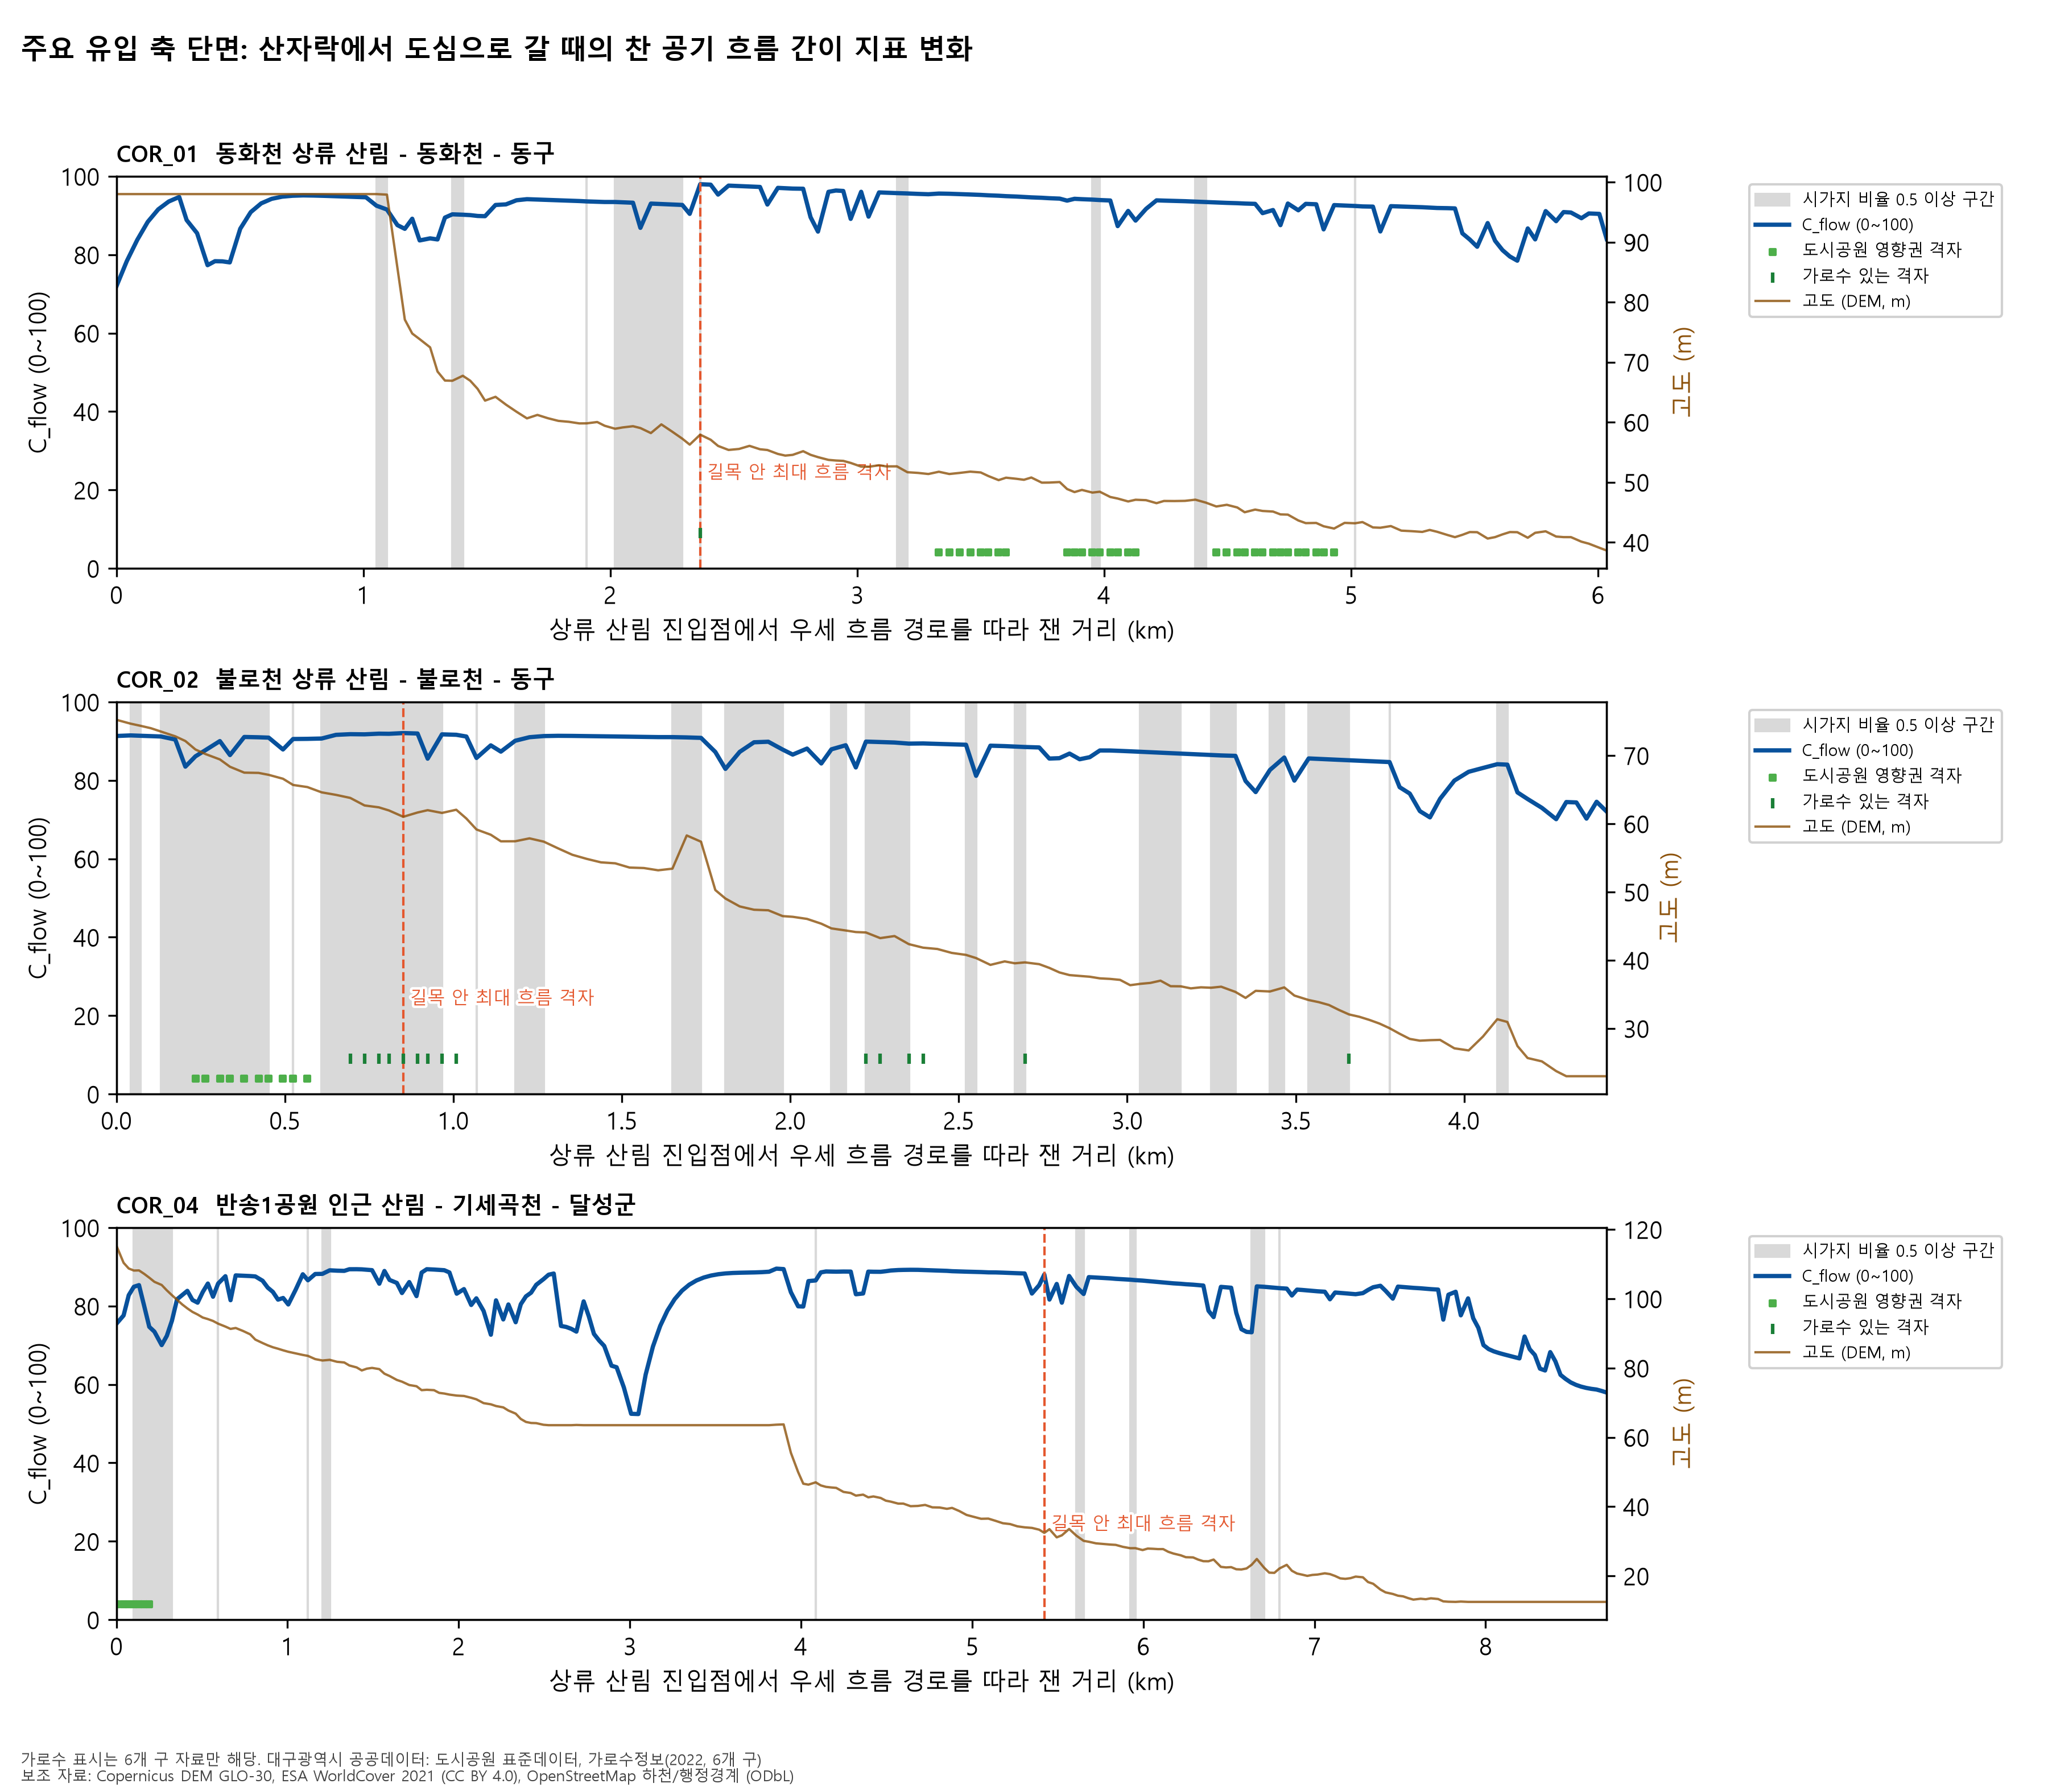 주요 유입 축 단면: 산자락에서 도심으로 갈 때의 찬 공기 흐름 간이 지표 변화
COR_01 동화천 상류 산림 - 동화천 - 동구
100
80
60
40
20
0
C_flow (0~100)
100
90
80
70
60
50
40
고도 (m)
길목 안 최대 흐름 격자
0 1 2 3 4 5 6
상류 산림 진입점에서 우세 흐름 경로를 따라 잰 거리 (km)
시가지 비율 0.5 이상 구간
C_flow (0~100)
도시공원 영향권 격자
가로수 있는 격자
고도 (DEM, m)
COR_02 불로천 상류 산림 - 불로천 - 동구
100
80
60
40
20
0
C_flow (0~100)
70
60
50
40
30
고도 (m)
길목 안 최대 흐름 격자
0.0 0.5 1.0 1.5 2.0 2.5 3.0 3.5 4.0
상류 산림 진입점에서 우세 흐름 경로를 따라 잰 거리 (km)
시가지 비율 0.5 이상 구간
C_flow (0~100)
도시공원 영향권 격자
가로수 있는 격자
고도 (DEM, m)
COR_04 반송1공원 인근 산림 - 기세곡천 - 달성군
100
80
60
40
20
0
C_flow (0~100)
120
100
80
60
40
20
고도 (m)
길목 안 최대 흐름 격자
0 1 2 3 4 5 6 7 8
상류 산림 진입점에서 우세 흐름 경로를 따라 잰 거리 (km)
시가지 비율 0.5 이상 구간
C_flow (0~100)
도시공원 영향권 격자
가로수 있는 격자
고도 (DEM, m)
가로수 표시는 6개 구 자료만 해당. 대구광역시 공공데이터: 도시공원 표준데이터, 가로수정보(2022, 6개 구)
보조 자료: Copernicus DEM GLO-30, ESA WorldCover 2021 (CC BY 4.0), OpenStreetMap 하천/행정경계 (ODbL)